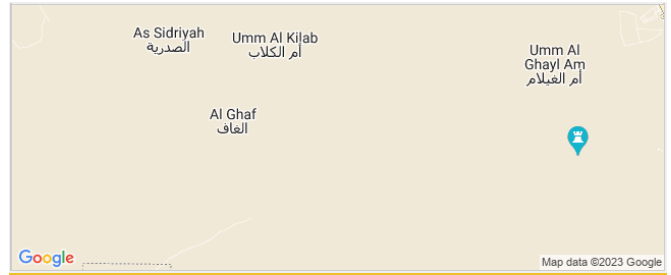 As Sidriyah
الصدرية
Umm Al Kilab
أم الكلاب
Umm Al
Ghayl Am
أم الغيلام
Al Ghaf
الغاف
Google
Map data ©2023 Google